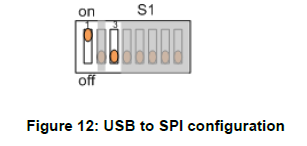 on S1
1 3
off
Figure 12: USB to SPI configuration